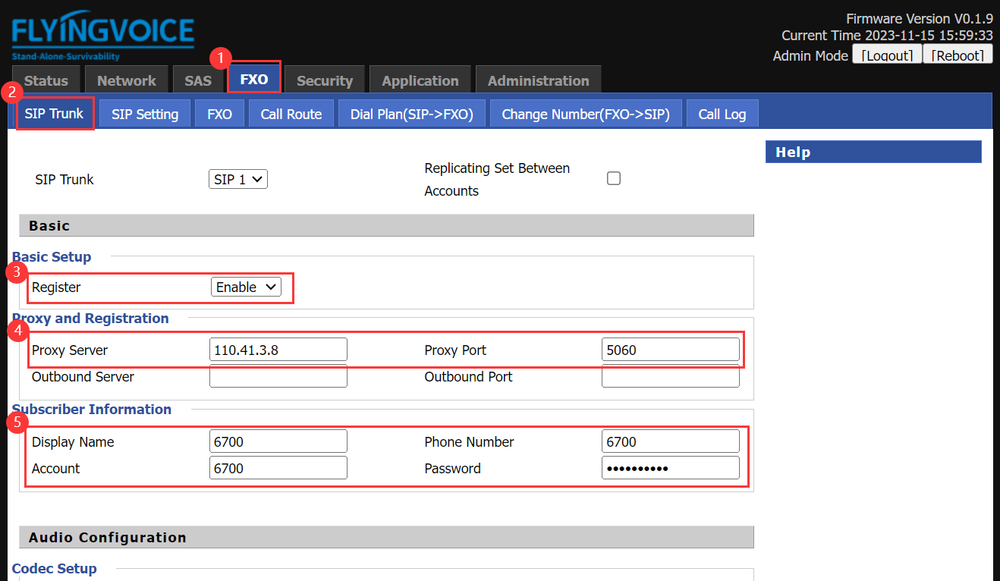 FLYINGVOICE
Stand-Alone-Survivability
Firmware Version V0.1.9
Current Time 2023-11-15 15:59:33
Admin Mode [Logout] [Reboot]
1
Status Network SAS FXO Security Application Administration
2
SIP Trunk SIP Setting FXO Call Route Dial Plan(SIP->FXO) Change Number(FXO->SIP) Call Log
Help
SIP Trunk SIP 1 Replicating Set Between
Accounts
Basic
Basic Setup
3
Register Enable
Proxy and Registration
4
Proxy Server 110.41.3.8 Proxy Port 5060
Outbound Server Outbound Port
Subscriber Information
5
Display Name 6700 Phone Number 6700
Account 6700 Password ••••••••••
Audio Configuration
Codec Setup